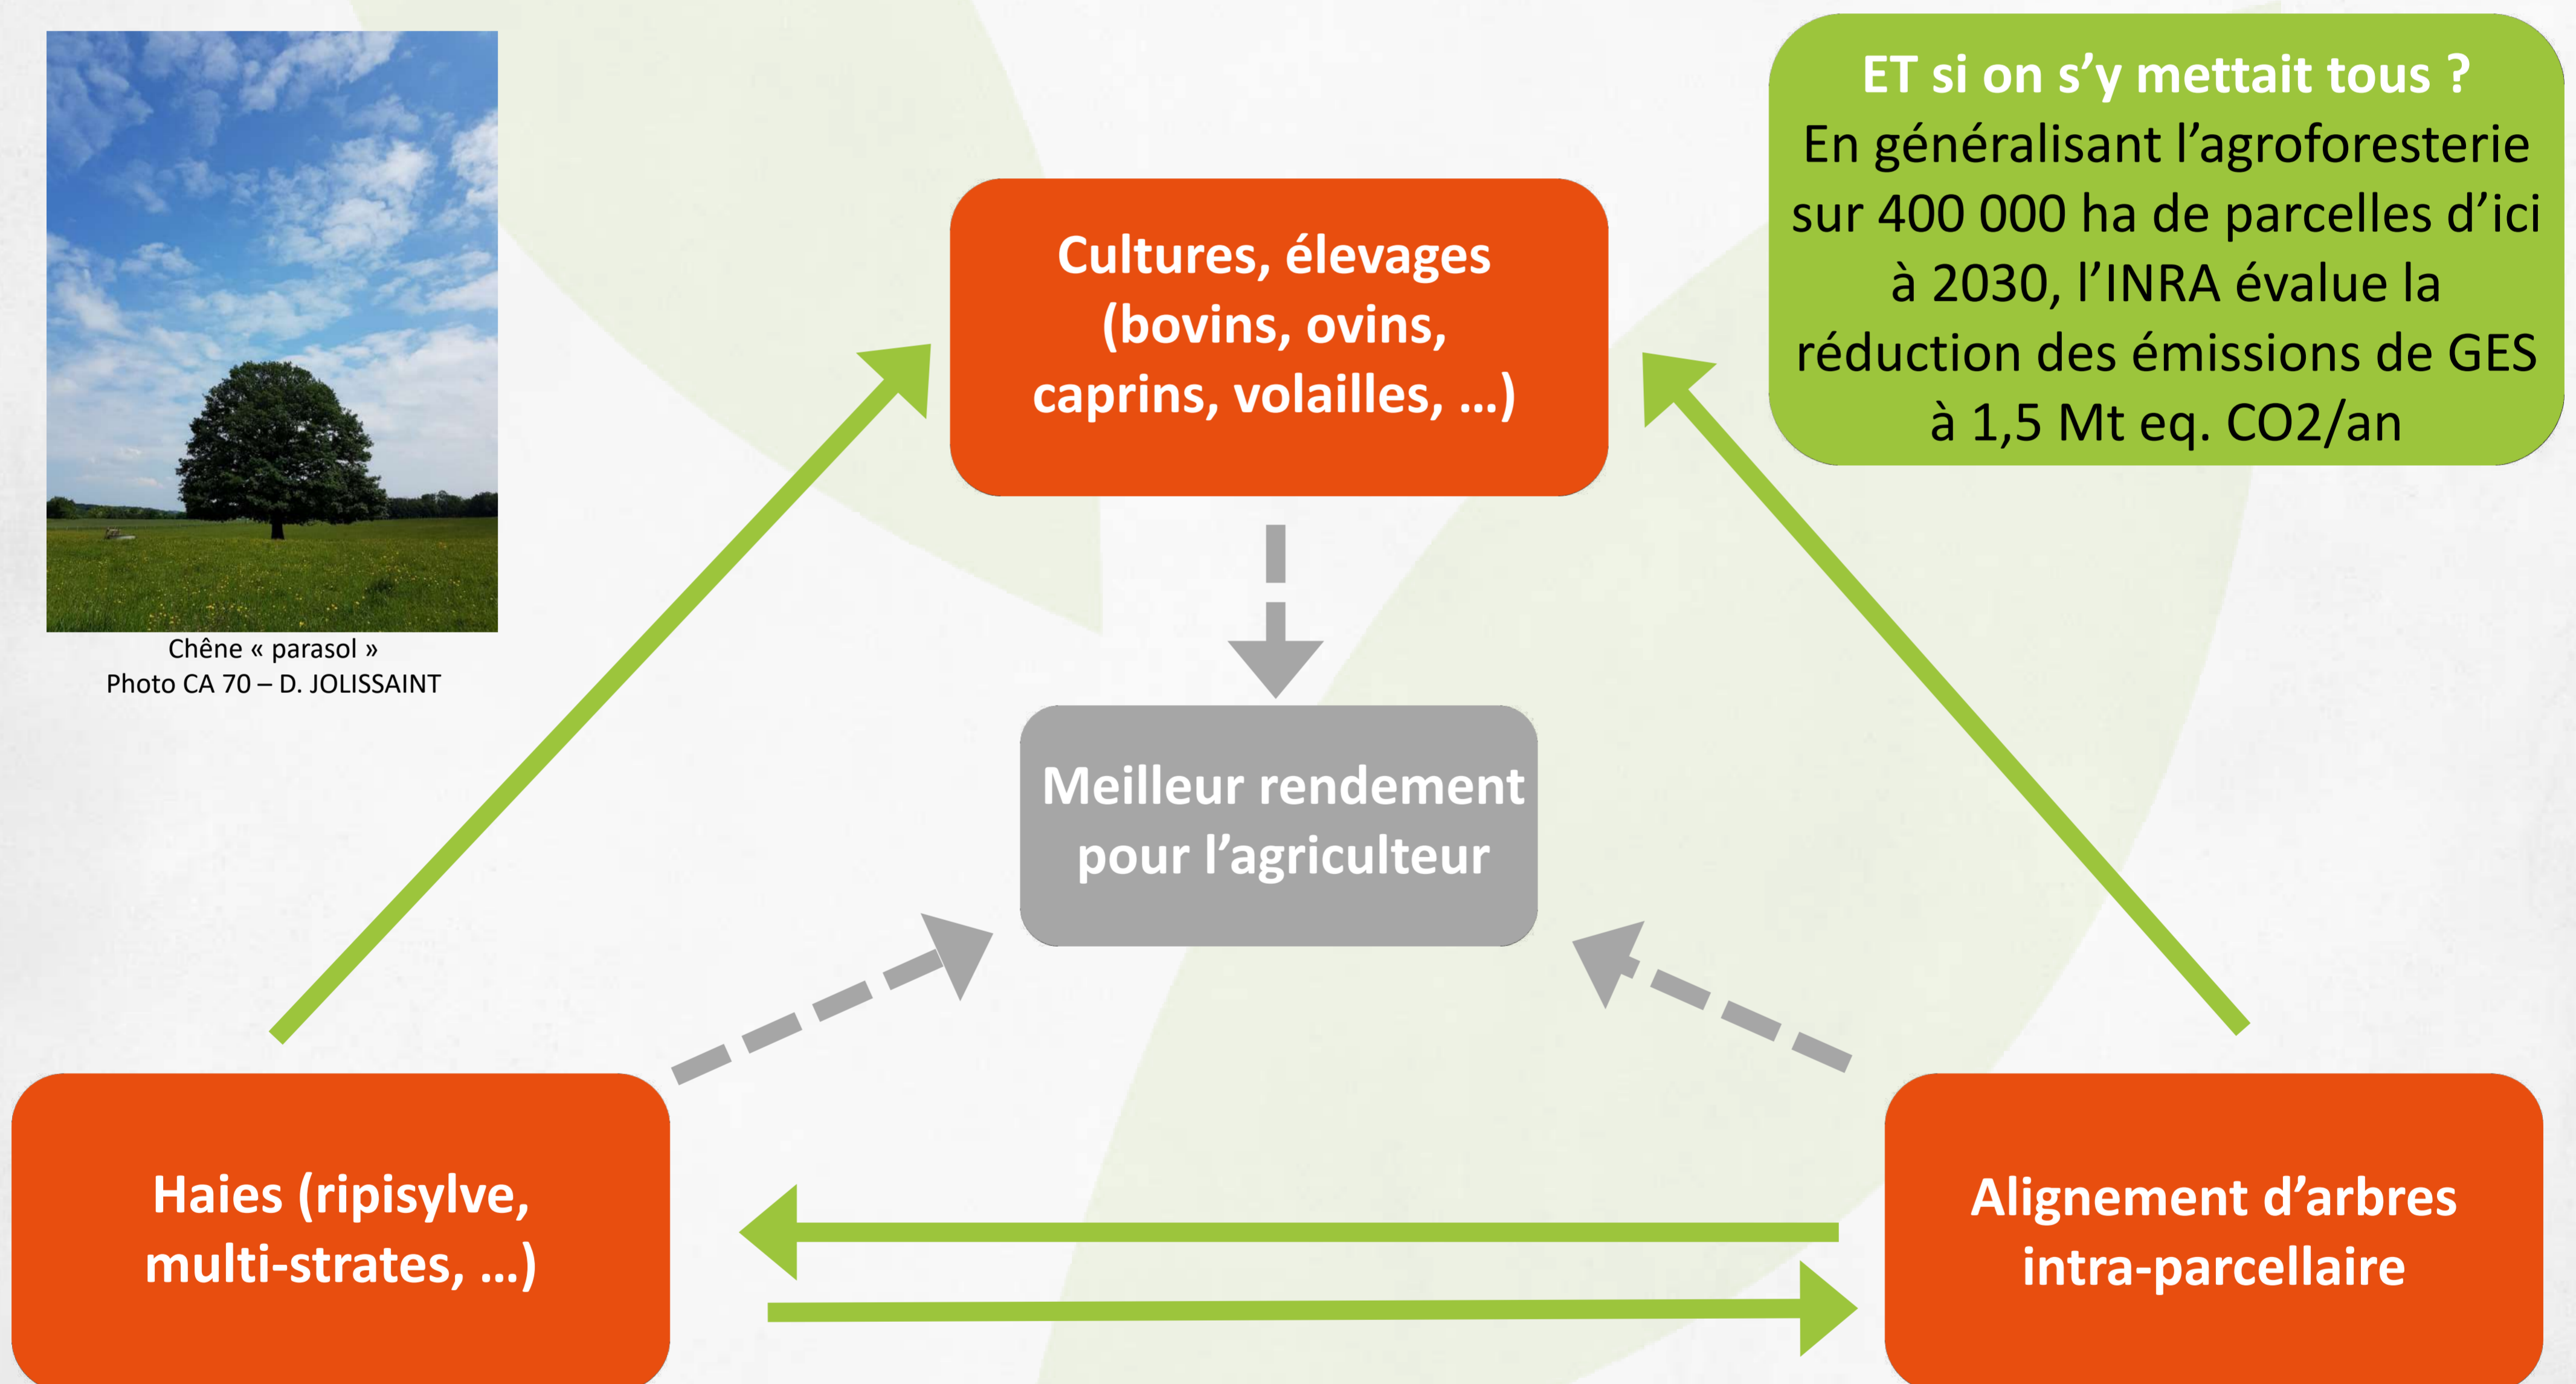 ET si on s’y mettait tous ?
En généralisant l’agroforesterie
sur 400 000 ha de parcelles d’ici
à 2030, l’INRA évalue la
réduction des émissions de GES
à 1,5 Mt eq. CO2/an
Cultures, élevages
(bovins, ovins,
caprins, volailles, ...)
Chêne « parasol »
Photo CA 70 – D. JOLISSAINT
Meilleur rendement
pour l’agriculteur
Haies (ripisylve,
multi-strates, ...)
Alignement d’arbres
intra-parcellaire